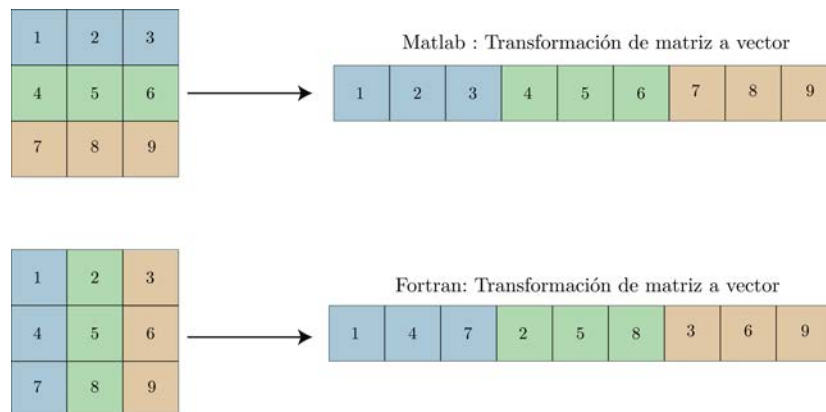 1 2 3
4 5 6
7 8 9
Matlab : Transformación de matriz a vector
1 2 3 4 5 6 7 8 9
1 2 3
4 5 6
7 8 9
Fortran: Transformación de matriz a vector
1 4 7 2 5 8 3 6 9